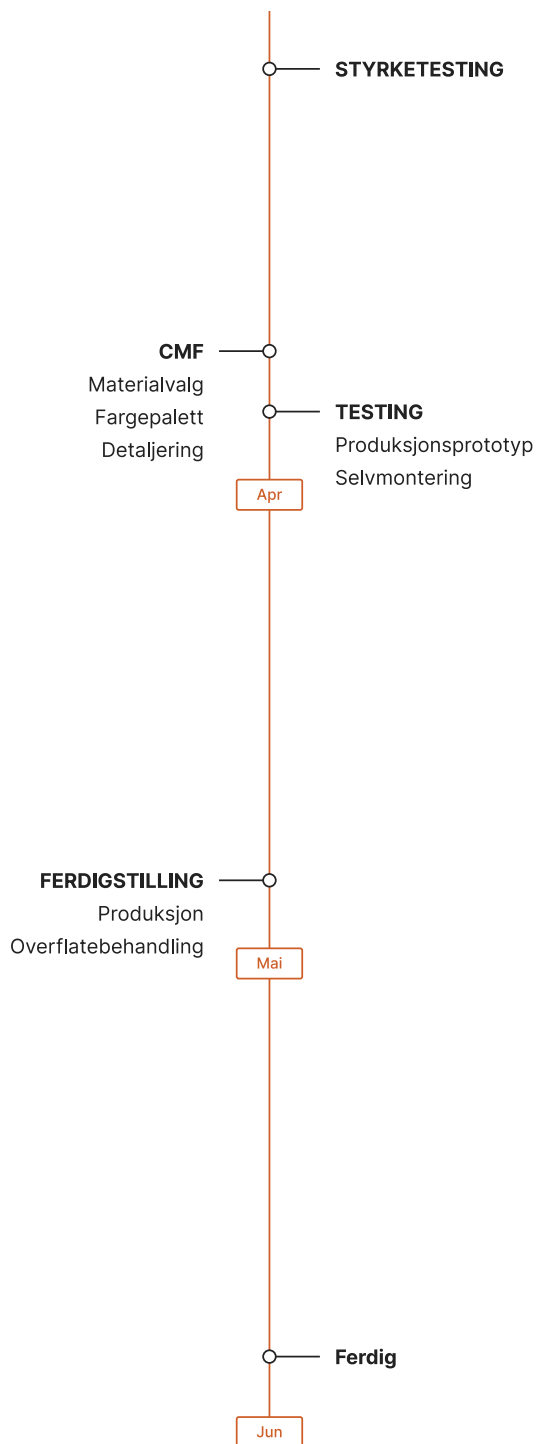 STYRKETESTING
CMF
Materialvalg
Fargepalett
Detaljering
TESTING
Produksjonsprototyp
Selvmontering
Apr
FERDIGSTILLING
Produksjon
Overflatebehandling
Mai
Ferdig
Jun